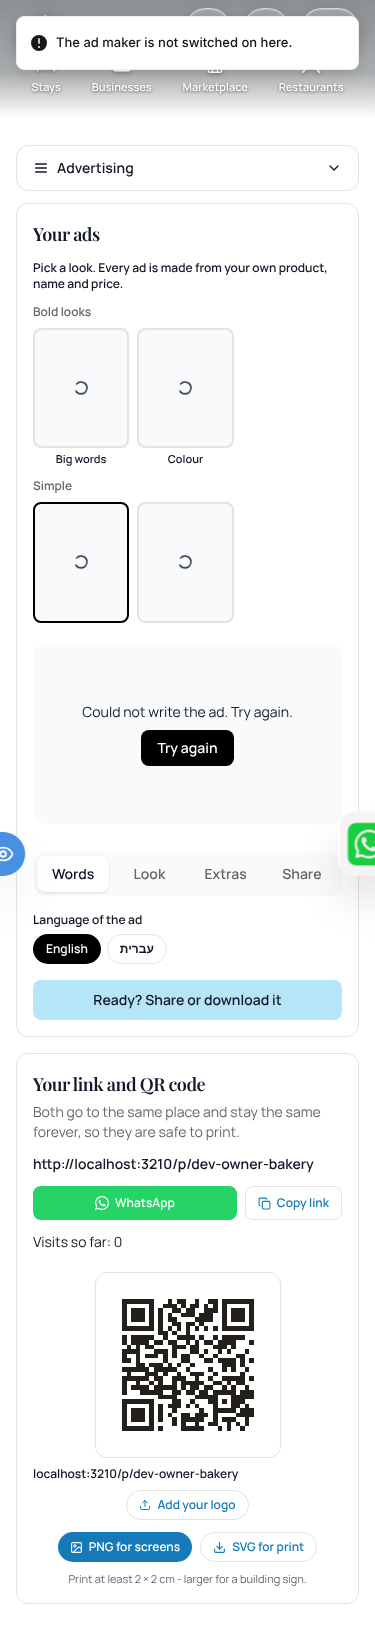 The ad maker is not switched on here.
Stays
Businesses
Marketplace
Restaurants
Advertising
Your ads
Pick a look. Every ad is made from your own product,
name and price.
Bold looks
Big words
Colour
Simple
Could not write the ad. Try again.
Try again
Words
Look
Extras
Share
Language of the ad
English
עברית
Ready? Share or download it
Your link and QR code
Both go to the same place and stay the same
forever, so they are safe to print.
http://localhost:3210/p/dev-owner-bakery
WhatsApp
Copy link
Visits so far: 0
localhost:3210/p/dev-owner-bakery
Add your logo
PNG for screens
SVG for print
Print at least 2 × 2 cm - larger for a building sign.